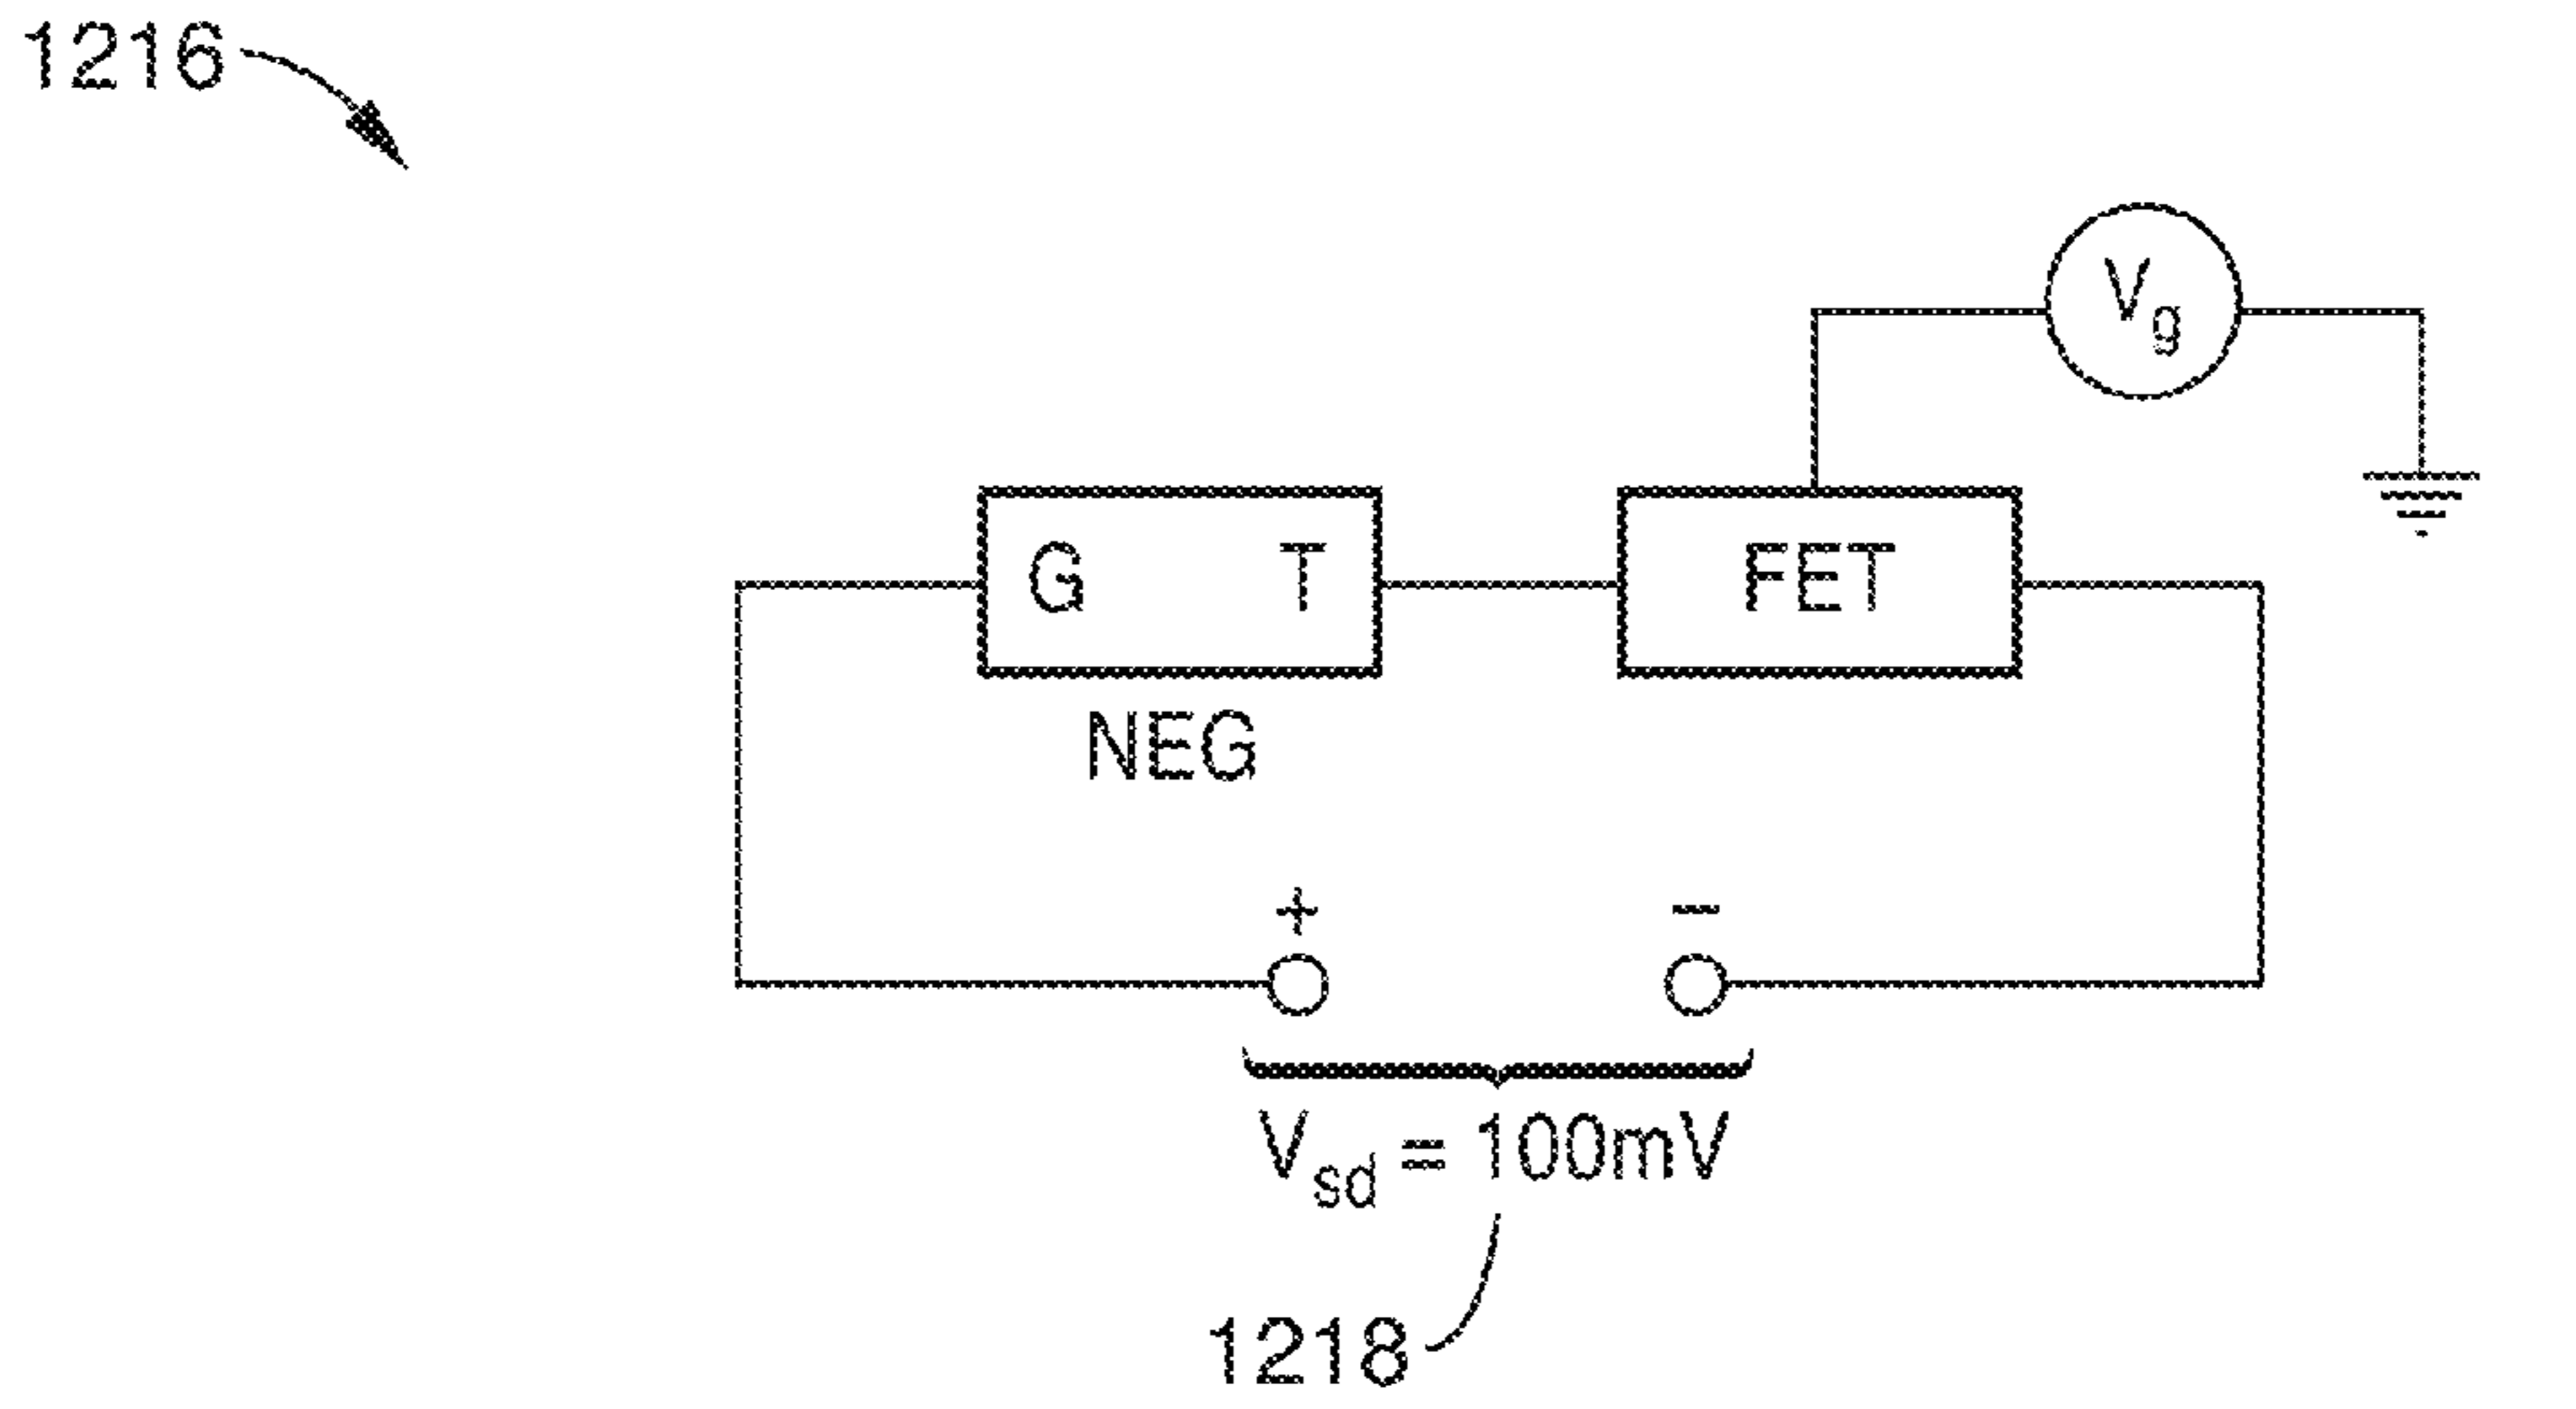 1216
Vg
G T
FET
NEG
+ −
Vsd = 100mV
1218